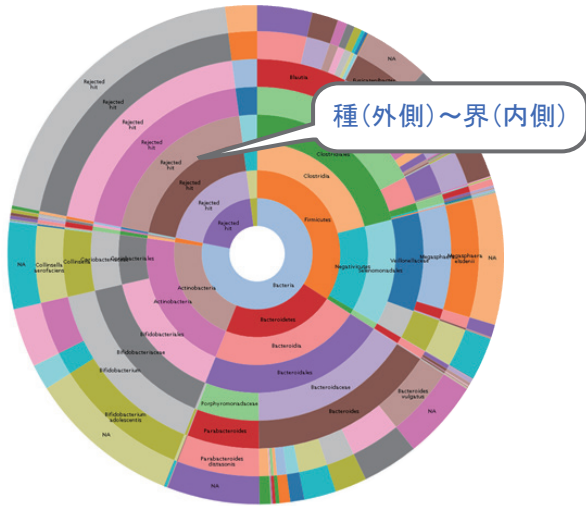 種(外側)～界(内側)
NA
Blautia
Rejected
hit
Rejected
hit
Rejected
hit
Rejected
hit
Rejected
hit
Rejected
hit
Rejected
hit
Clostridiales
Clostridia
Firmicutes
Bacteria
Negativicutes
Selenomonadales
Veillonellaceae
Megasphaera
Megasphaera
elsdenii
NA
NA
Collinsella
aerofaciens
Collinsella
Coriobacteriales
Actinobacteria
Actinobacteria
Bifidobacteriales
Bifidobacteriaceae
Bifidobacterium
Bifidobacterium
adolescentis
NA
Bacteroidetes
Bacteroidia
Bacteroidales
Bacteroidaceae
Bacteroides
Bacteroides
vulgatus
NA
Porphyromonadaceae
Parabacteroides
Parabacteroides
distasonis
NA